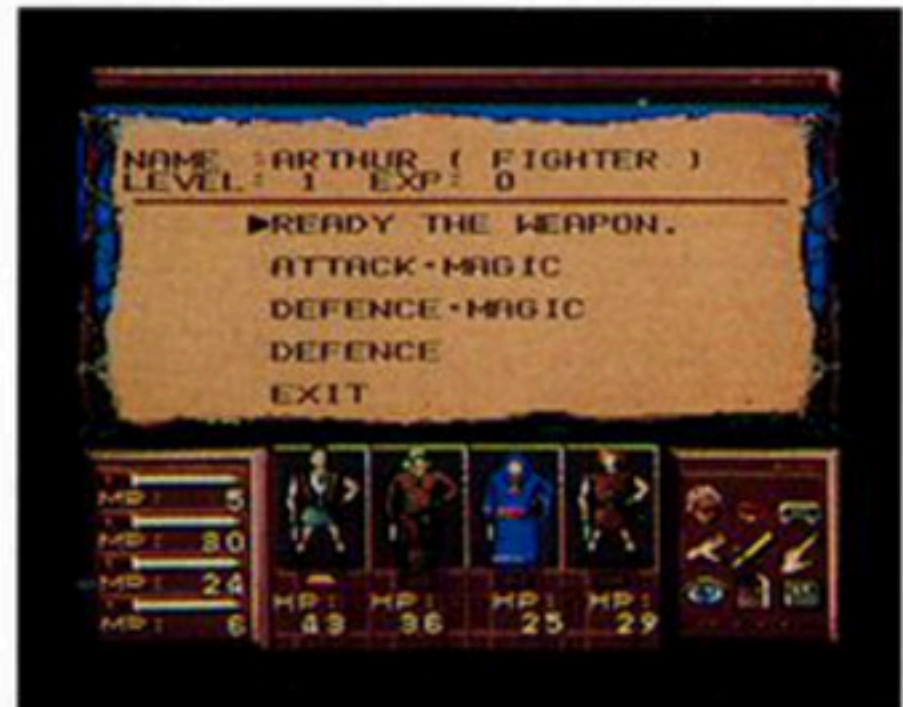 NAME :ARTHUR ( FIGHTER )
LEVEL: 1 EXP: 0
▶READY THE WEAPON.
ATTACK·MAGIC
DEFENCE·MAGIC
DEFENCE
EXIT
MP: 5
MP: 30
MP: 24
MP: 6
HP: HP: HP: HP:
43 36 25 29